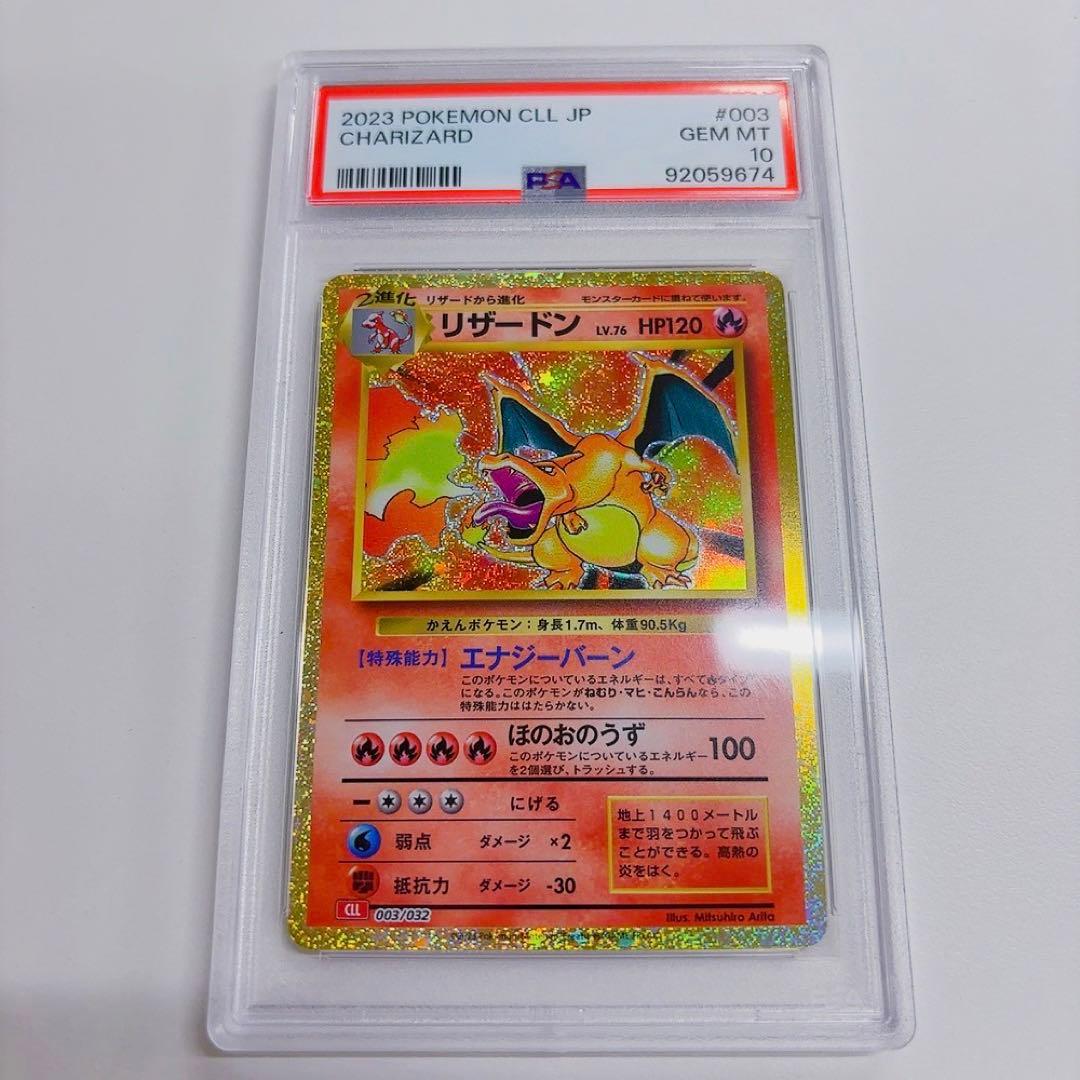 2023 POKEMON CLL JP #003
CHARIZARD GEM MT
10
PSA 92059674
2進化 リザードから進化 モンスターカードに重ねて使います。
リザードン LV.76 HP120
かえんポケモン：身長1.7m、体重90.5Kg
【特殊能力】エナジーバーン
このポケモンについているエネルギーは、すべて
になる。このポケモンがねむり・マヒ・こんらんなら、この
特殊能力ははたらかない。
ほのおのうず 100
このポケモンについているエネルギー
を2個選び、トラッシュする。
にげる
弱点 ダメージ ×2
抵抗力 ダメージ -30
地上1400メートル
まで羽をつかって飛ぶ
ことができる。高熱の
炎をはく。
CLL 003/032
Illus. Mitsuhiro Arita